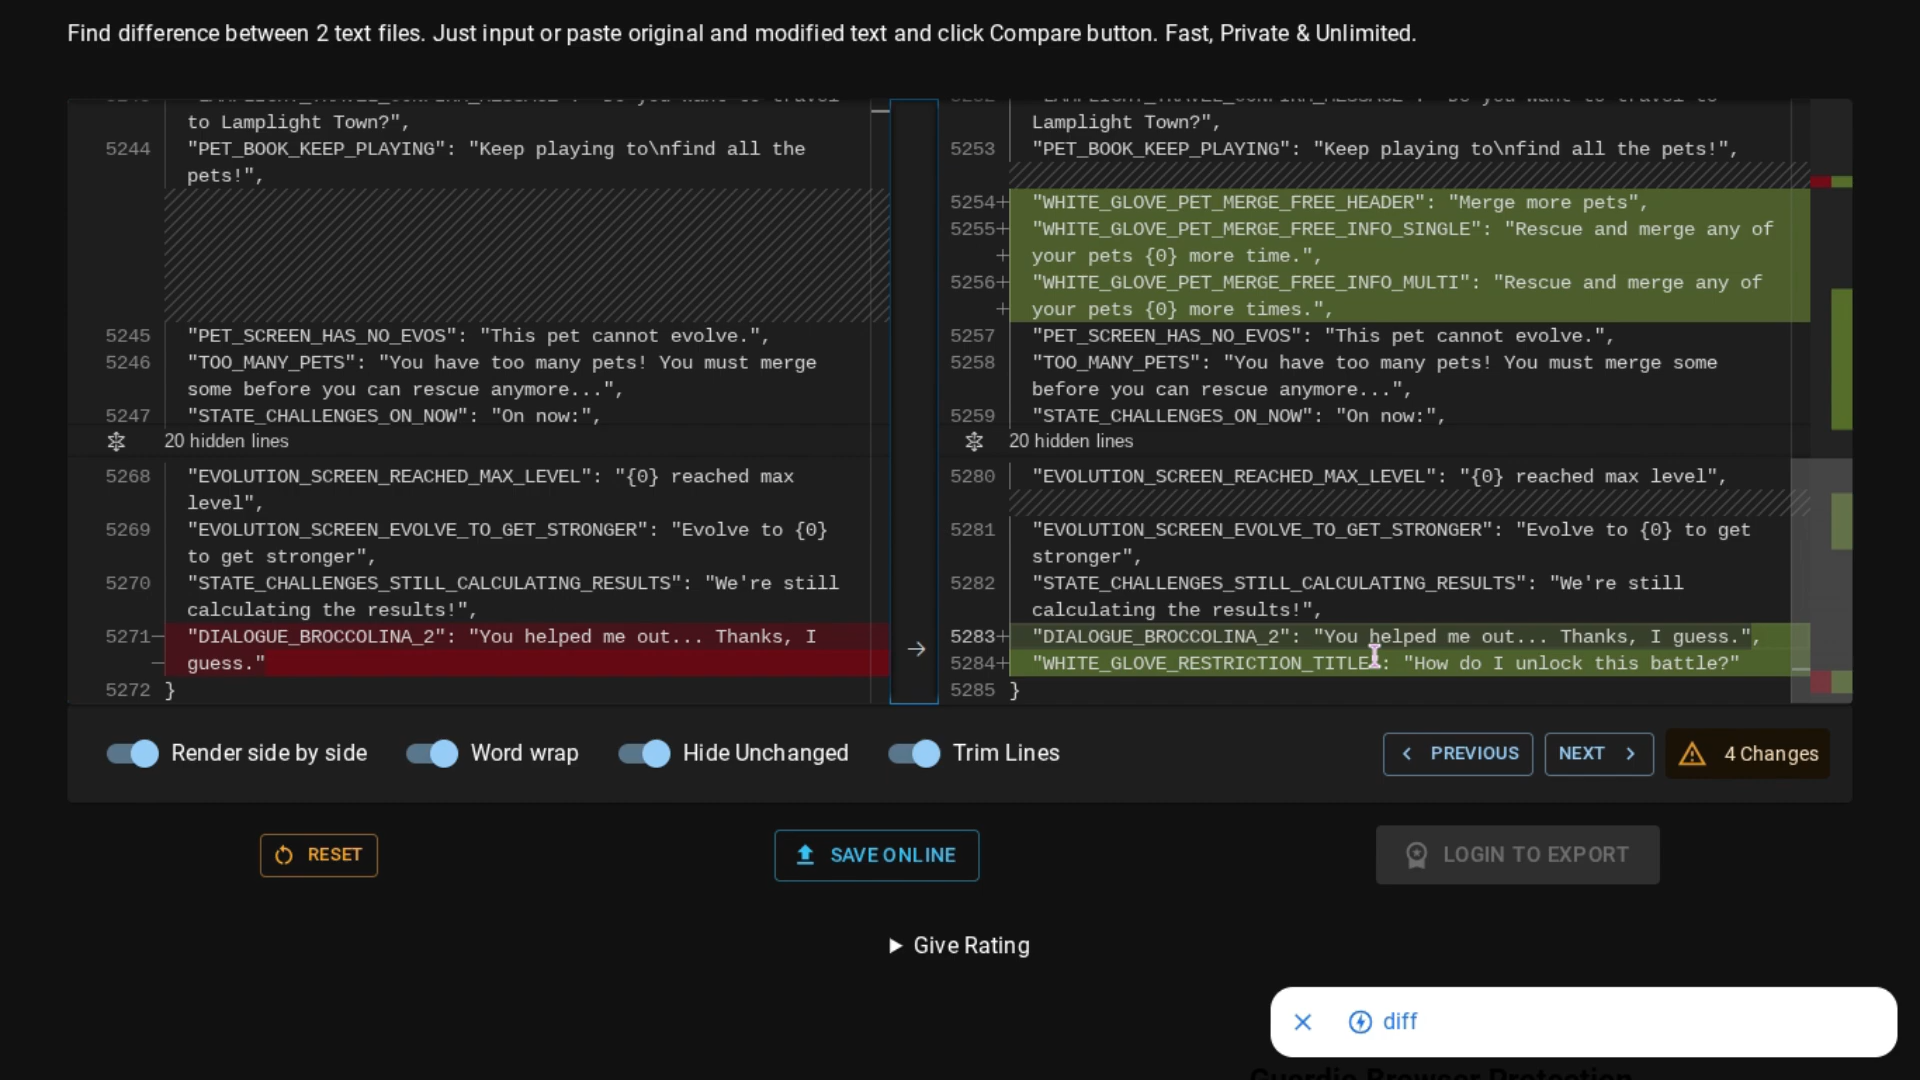 Find difference between 2 text files. Just input or paste original and modified text and click Compare button. Fast, Private & Unlimited.
to Lamplight Town?",
5244 "PET_BOOK_KEEP_PLAYING": "Keep playing to\nfind all the
pets!",
5245 "PET_SCREEN_HAS_NO_EVOS": "This pet cannot evolve.",
5246 "TOO_MANY_PETS": "You have too many pets! You must merge
some before you can rescue anymore...",
5247 "STATE_CHALLENGES_ON_NOW": "On now:",
20 hidden lines
5268 "EVOLUTION_SCREEN_REACHED_MAX_LEVEL": "{0} reached max
level",
5269 "EVOLUTION_SCREEN_EVOLVE_TO_GET_STRONGER": "Evolve to {0}
to get stronger",
5270 "STATE_CHALLENGES_STILL_CALCULATING_RESULTS": "We're still
calculating the results!",
5271— "DIALOGUE_BROCCOLINA_2": "You helped me out... Thanks, I
— guess."
5272 }
Lamplight Town?",
5253 "PET_BOOK_KEEP_PLAYING": "Keep playing to\nfind all the pets!",
5254+ "WHITE_GLOVE_PET_MERGE_FREE_HEADER": "Merge more pets",
5255+ "WHITE_GLOVE_PET_MERGE_FREE_INFO_SINGLE": "Rescue and merge any of
+ your pets {0} more time.",
5256+ "WHITE_GLOVE_PET_MERGE_FREE_INFO_MULTI": "Rescue and merge any of
+ your pets {0} more times.",
5257 "PET_SCREEN_HAS_NO_EVOS": "This pet cannot evolve.",
5258 "TOO_MANY_PETS": "You have too many pets! You must merge some
before you can rescue anymore...",
5259 "STATE_CHALLENGES_ON_NOW": "On now:",
20 hidden lines
5280 "EVOLUTION_SCREEN_REACHED_MAX_LEVEL": "{0} reached max level",
5281 "EVOLUTION_SCREEN_EVOLVE_TO_GET_STRONGER": "Evolve to {0} to get
stronger",
5282 "STATE_CHALLENGES_STILL_CALCULATING_RESULTS": "We're still
calculating the results!",
5283+ "DIALOGUE_BROCCOLINA_2": "You helped me out... Thanks, I guess.",
5284+ "WHITE_GLOVE_RESTRICTION_TITLE": "How do I unlock this battle?"
5285 }
Render side by side
Word wrap
Hide Unchanged
Trim Lines
PREVIOUS
NEXT
4 Changes
RESET
SAVE ONLINE
LOGIN TO EXPORT
Give Rating
diff
Guardio Browser Protection